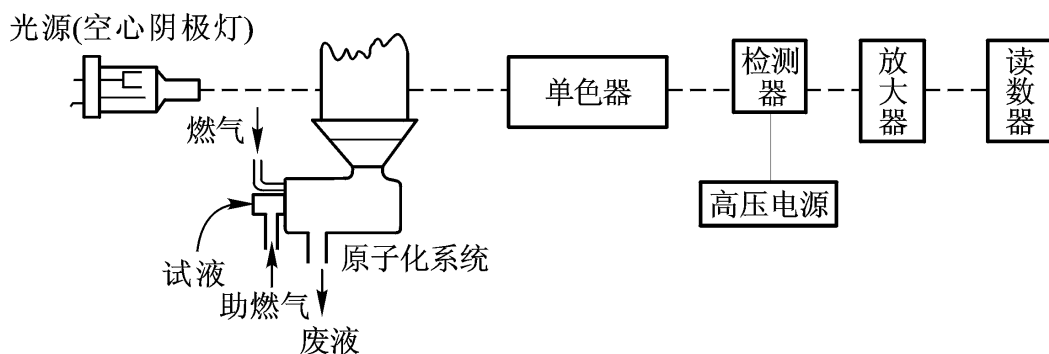 光源(空心阴极灯)
燃气
试液
助燃气
废液
原子化系统
单色器
检测器
高压电源
放大器
读数器